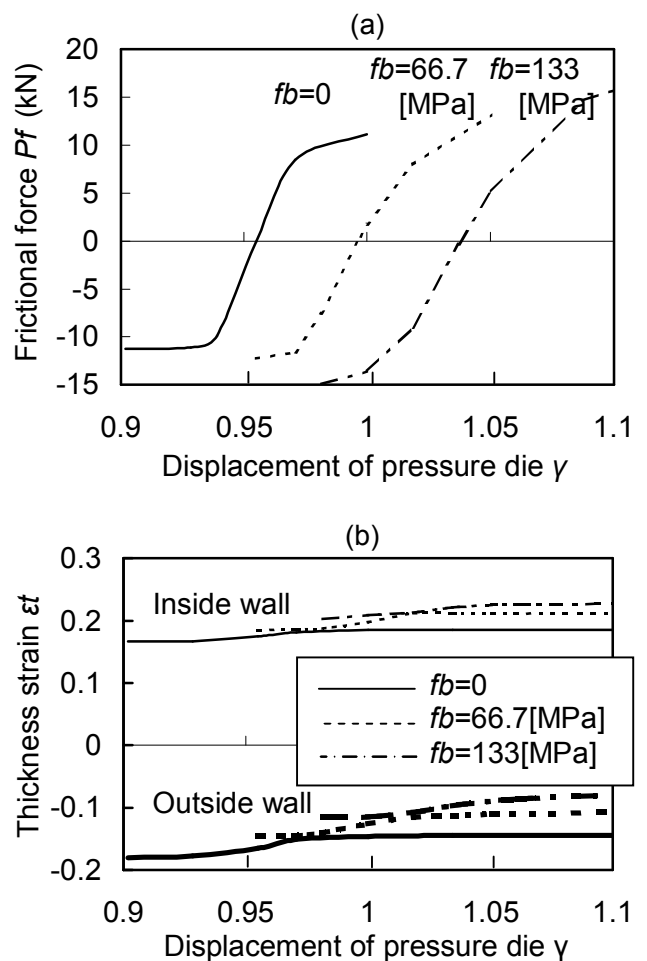 (a)
Frictional force Pf (kN)
20
15
10
5
0
-5
-10
-15
fb=0
fb=66.7
[MPa]
fb=133
[MPa]
0.9
0.95
1
1.05
1.1
Displacement of pressure die γ
(b)
Thickness strain εt
0.3
0.2
0.1
0
-0.1
-0.2
Inside wall
fb=0
fb=66.7[MPa]
fb=133[MPa]
Outside wall
0.9
0.95
1
1.05
1.1
Displacement of pressure die γ